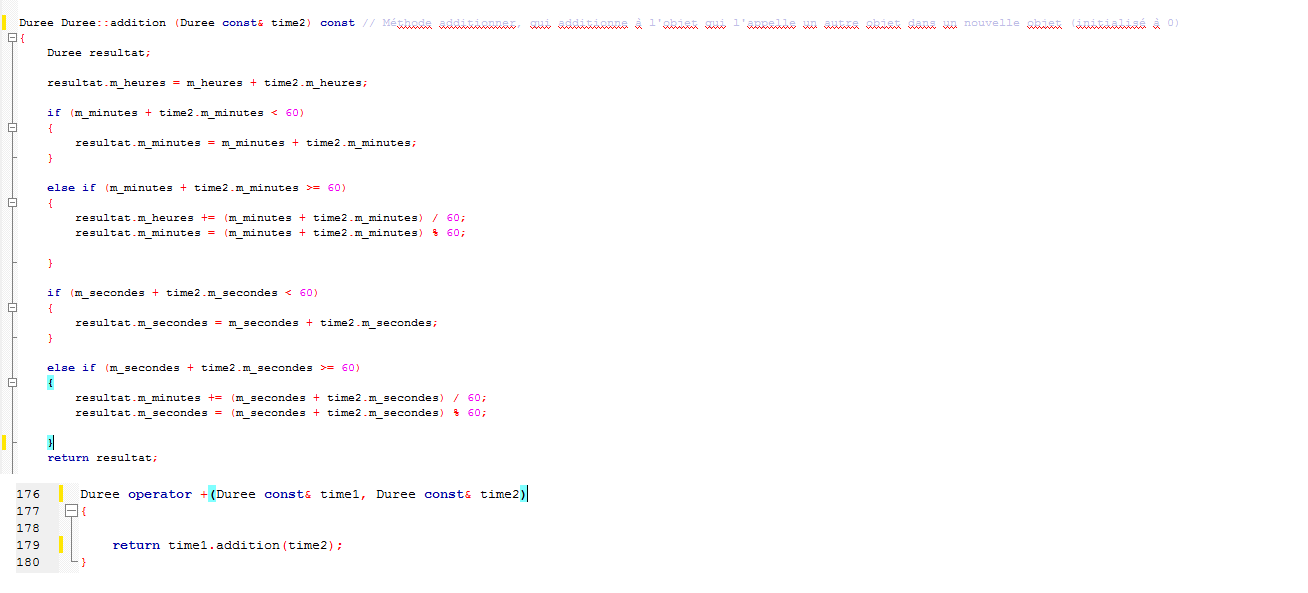 Duree Duree::addition (Duree const& time2) const // Méthode additionner, qui additionne á l'objet qui l'appelle un autre objet dans un nouvelle objet (initialisé á 0)
{
Duree resultat;
resultat.m_heures = m_heures + time2.m_heures;
if (m_minutes + time2.m_minutes < 60)
{
resultat.m_minutes = m_minutes + time2.m_minutes;
}
else if (m_minutes + time2.m_minutes >= 60)
{
resultat.m_heures += (m_minutes + time2.m_minutes) / 60;
resultat.m_minutes = (m_minutes + time2.m_minutes) % 60;
}
if (m_secondes + time2.m_secondes < 60)
{
resultat.m_secondes = m_secondes + time2.m_secondes;
}
else if (m_secondes + time2.m_secondes >= 60)
{
resultat.m_minutes += (m_secondes + time2.m_secondes) / 60;
resultat.m_secondes = (m_secondes + time2.m_secondes) % 60;
}
return resultat;
176 Duree operator +(Duree const& time1, Duree const& time2)
177 {
178
179 return time1.addition(time2);
180 }